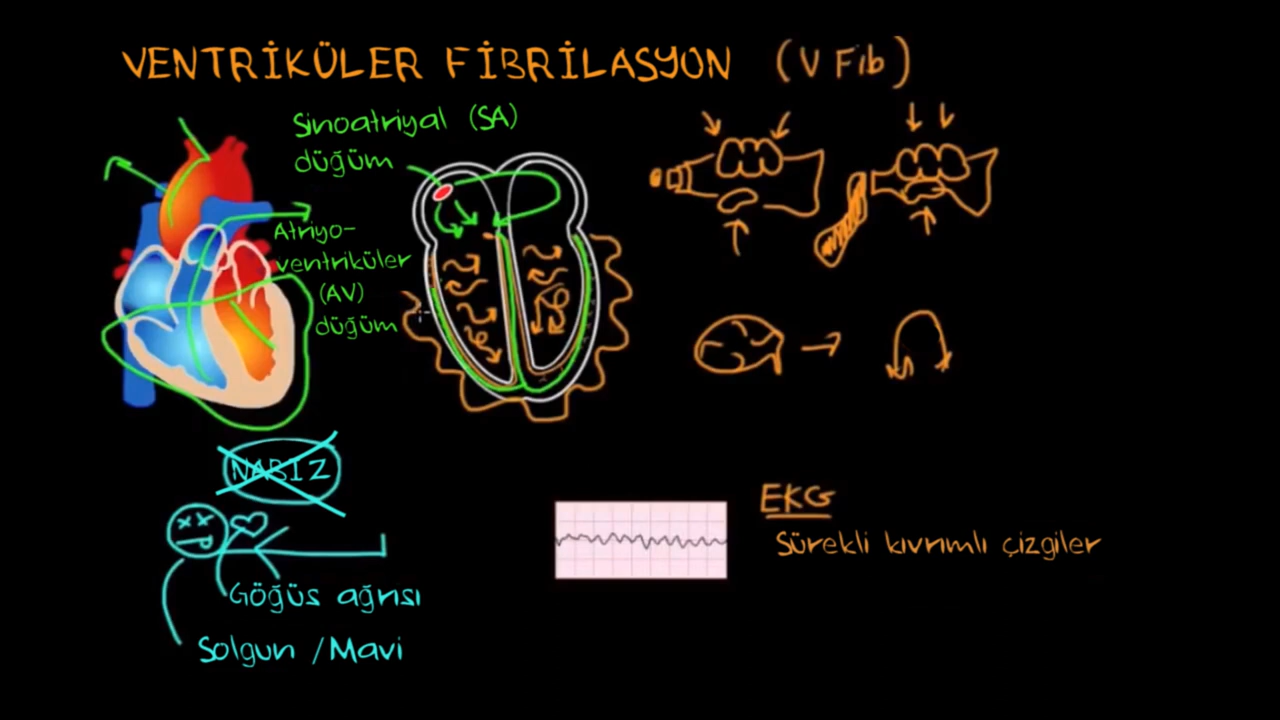 VENTRİKÜLER FİBRİLASYON (V Fib)
Sinoatriyal (SA)
düğüm
Atriyo-
ventriküler
(AV)
düğüm
NABIZ
Göğüs ağrısı
Solgun / Mavi
EKG
Sürekli kıvrımlı çizgiler